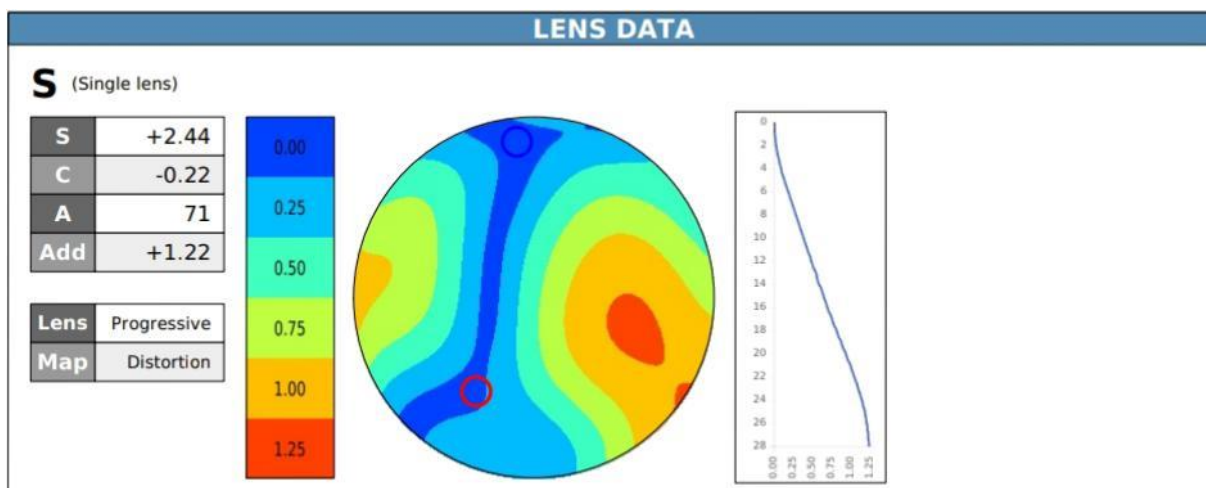 LENS DATA
S (Single lens)
S +2.44
C -0.22
A 71
Add +1.22
Lens Progressive
Map Distortion
0.00
0.25
0.50
0.75
1.00
1.25
0
2
4
6
8
10
12
14
16
18
20
22
24
26
28
0.00 0.25 0.50 0.75 1.00 1.25